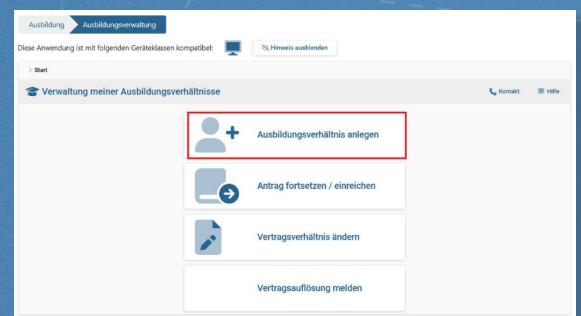 Ausbildung Ausbildungsverwaltung
Diese Anwendung ist mit folgenden Geräteklassen kompatibel: Hinweis ausblenden
> Start
Verwaltung meiner Ausbildungsverhältnisse Kontakt Hilfe
Ausbildungsverhältnis anlegen
Antrag fortsetzen / einreichen
Vertragsverhältnis ändern
Vertragsauflösung melden